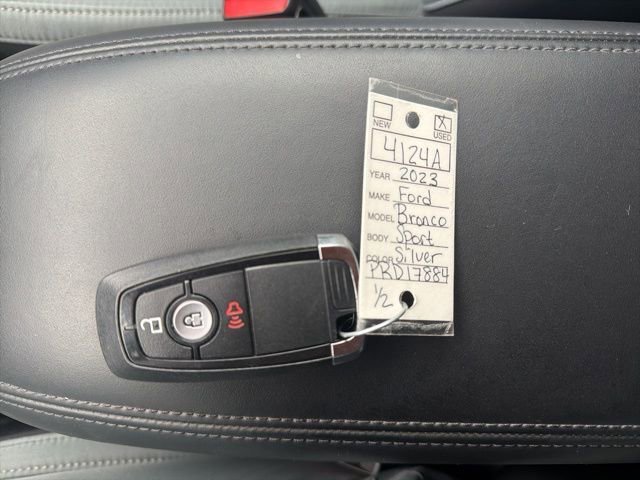 NEW USED
4124A
YEAR 2023
MAKE Ford
MODEL Bronco
BODY Sport
COLOR Silver
PRD17884
1/2